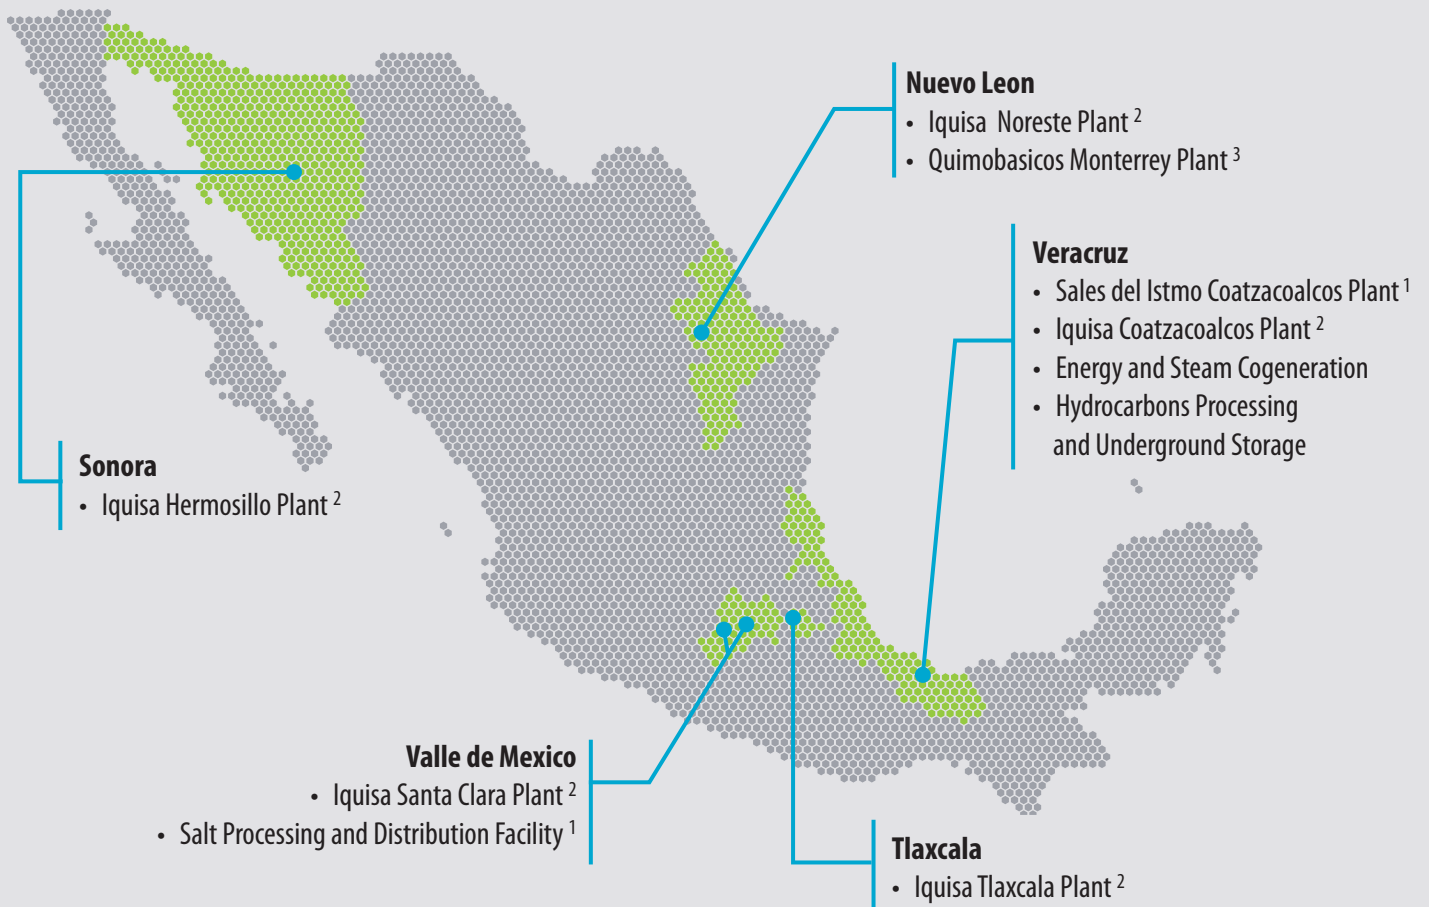 Nuevo Leon
• Iquisa Noreste Plant 2
• Quimobasicos Monterrey Plant 3
Veracruz
• Sales del Istmo Coatzacoalcos Plant 1
• Iquisa Coatzacoalcos Plant 2
• Energy and Steam Cogeneration
• Hydrocarbons Processing
and Underground Storage
Sonora
• Iquisa Hermosillo Plant 2
Valle de Mexico
• Iquisa Santa Clara Plant 2
• Salt Processing and Distribution Facility 1
Tlaxcala
• Iquisa Tlaxcala Plant 2